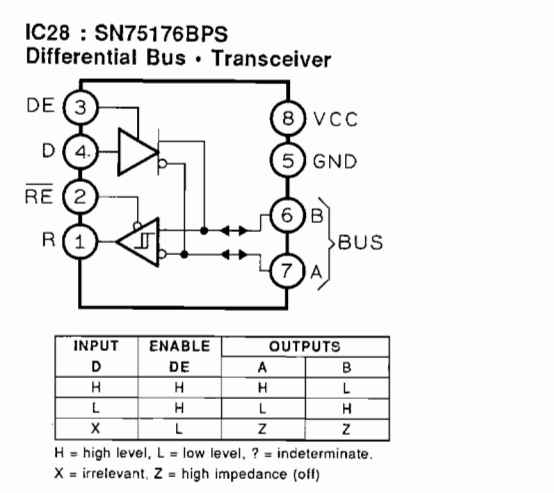 IC28 : SN75176BPS
Differential Bus • Transceiver
DE 3
8 VCC
D 4
5 GND
RE 2
6 B
R 1
BUS
7 A
INPUT ENABLE OUTPUTS
D DE A B
H H H L
L H L H
X L Z Z
H = high level, L = low level, ? = indeterminate.
X = irrelevant, Z = high impedance (off)